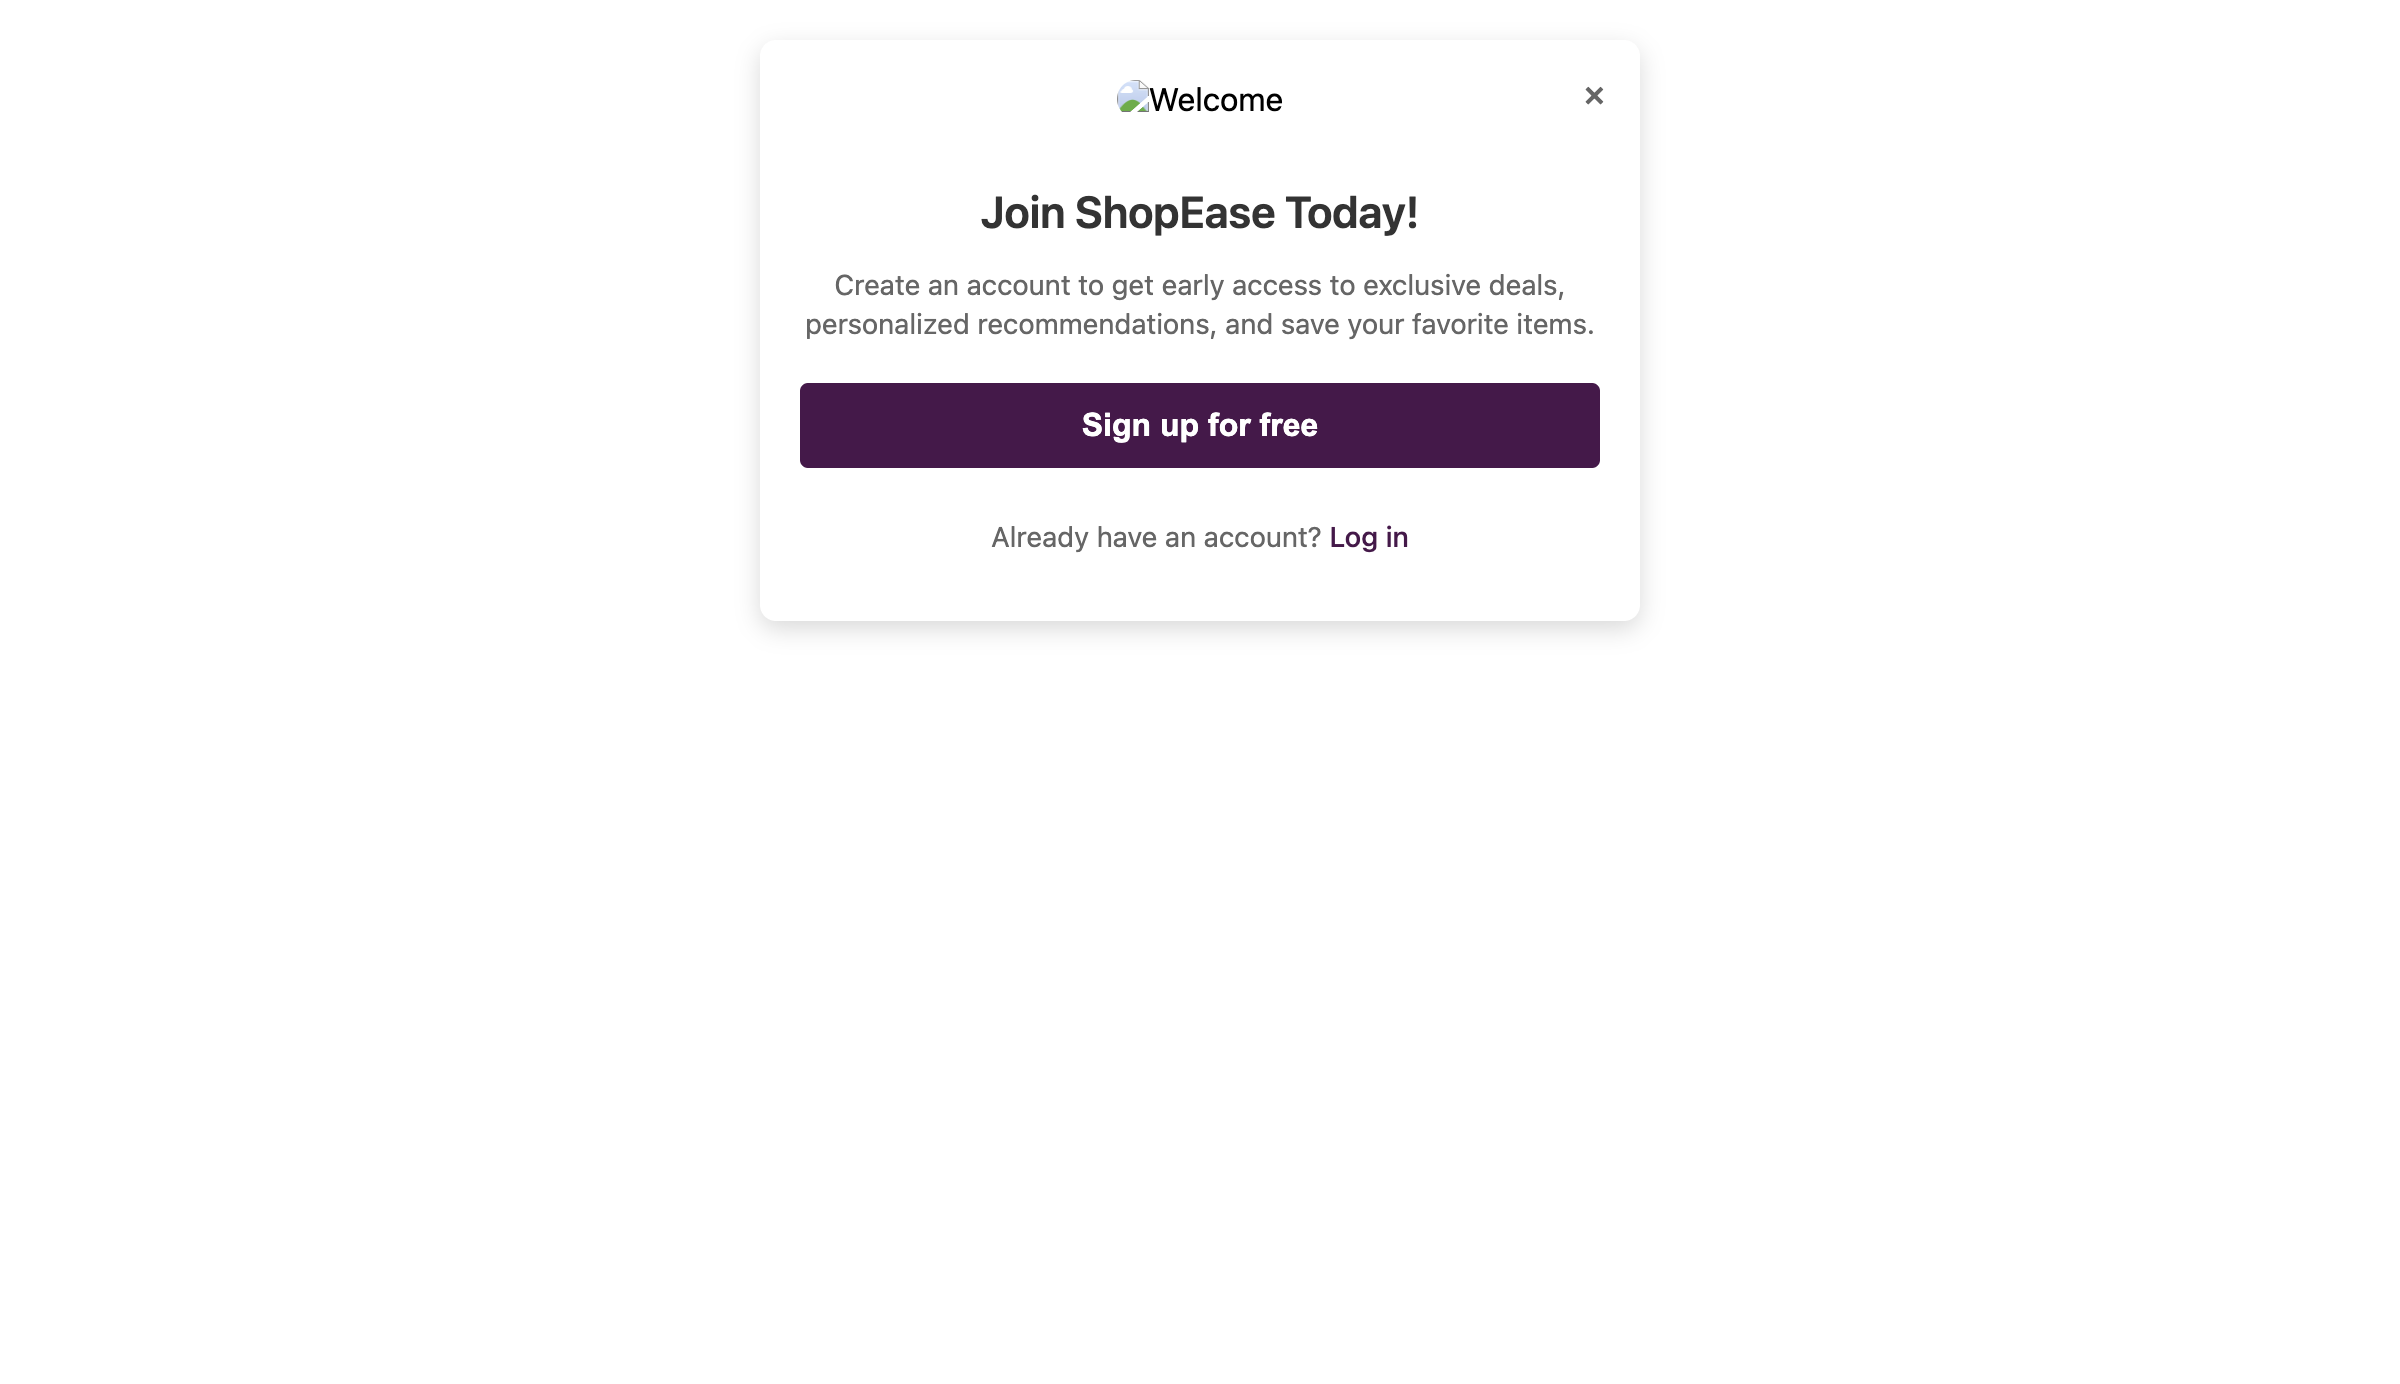 Welcome
×
Join ShopEase Today!
Create an account to get early access to exclusive deals,
personalized recommendations, and save your favorite items.
Sign up for free
Already have an account? Log in